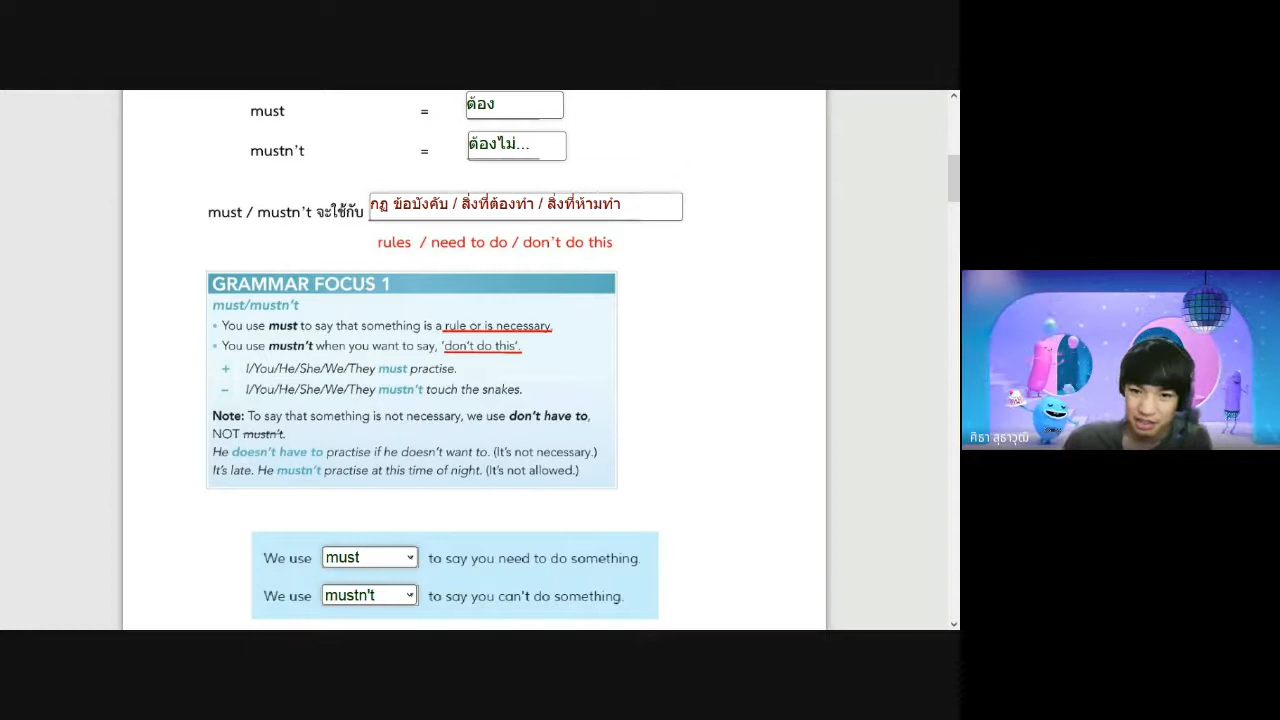 must = ต้อง
mustn't = ต้องไม่...
must / mustn't จะใช้กับ กฏ ข้อบังคับ / สิ่งที่ต้องทำ / สิ่งที่ห้ามทำ
rules / need to do / don't do this
GRAMMAR FOCUS 1
must/mustn't
• You use must to say that something is a rule or is necessary.
• You use mustn't when you want to say, 'don't do this'.
+ I/You/He/She/We/They must practise.
– I/You/He/She/We/They mustn't touch the snakes.
Note: To say that something is not necessary, we use don't have to,
NOT mustn't.
He doesn't have to practise if he doesn't want to. (It's not necessary.)
It's late. He mustn't practise at this time of night. (It's not allowed.)
We use must to say you need to do something.
We use mustn't to say you can't do something.
ศิธา สุธาวุฒิ